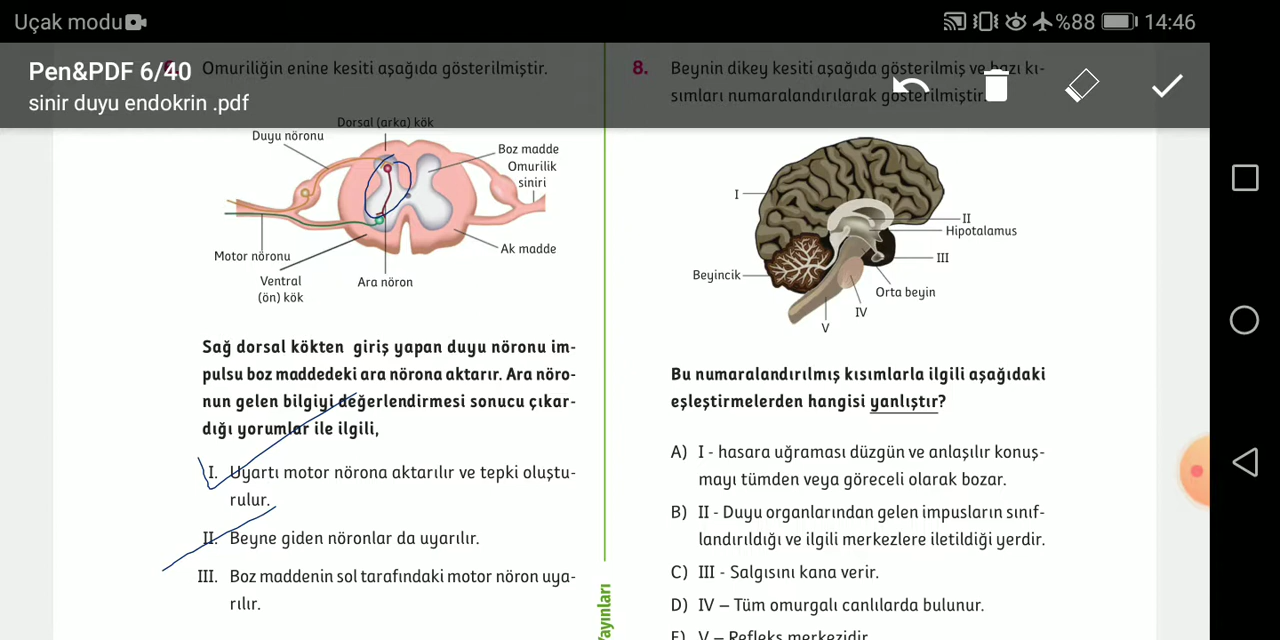 Uçak modu
%88
14:46
Pen&PDF 6/40
sinir duyu endokrin .pdf
Omuriliğin enine kesiti aşağıda gösterilmiştir.
Dorsal (arka) kök
Duyu nöronu
Boz madde
Omurilik
siniri
Ak madde
Motor nöronu
Ventral
(ön) kök
Ara nöron
Sağ dorsal kökten giriş yapan duyu nöronu im-
pulsu boz maddedeki ara nörona aktarır. Ara nöro-
nun gelen bilgiyi değerlendirmesi sonucu çıkar-
dığı yorumlar ile ilgili,
I. Uyartı motor nörona aktarılır ve tepki oluştu-
rulur.
II. Beyne giden nöronlar da uyarılır.
III. Boz maddenin sol tarafındaki motor nöron uya-
rılır.
8. Beynin dikey kesiti aşağıda gösterilmiş ve bazı kı-
sımları numaralandırılarak gösterilmiştir.
I
II
Hipotalamus
III
Beyincik
Orta beyin
IV
V
Bu numaralandırılmış kısımlarla ilgili aşağıdaki
eşleştirmelerden hangisi yanlıştır?
A) I - hasara uğraması düzgün ve anlaşılır konuş-
mayı tümden veya göreceli olarak bozar.
B) II - Duyu organlarından gelen impusların sınıf-
landırıldığı ve ilgili merkezlere iletildiği yerdir.
C) III - Salgısını kana verir.
D) IV – Tüm omurgalı canlılarda bulunur.
E) V – Refleks merkezidir.
ayınları